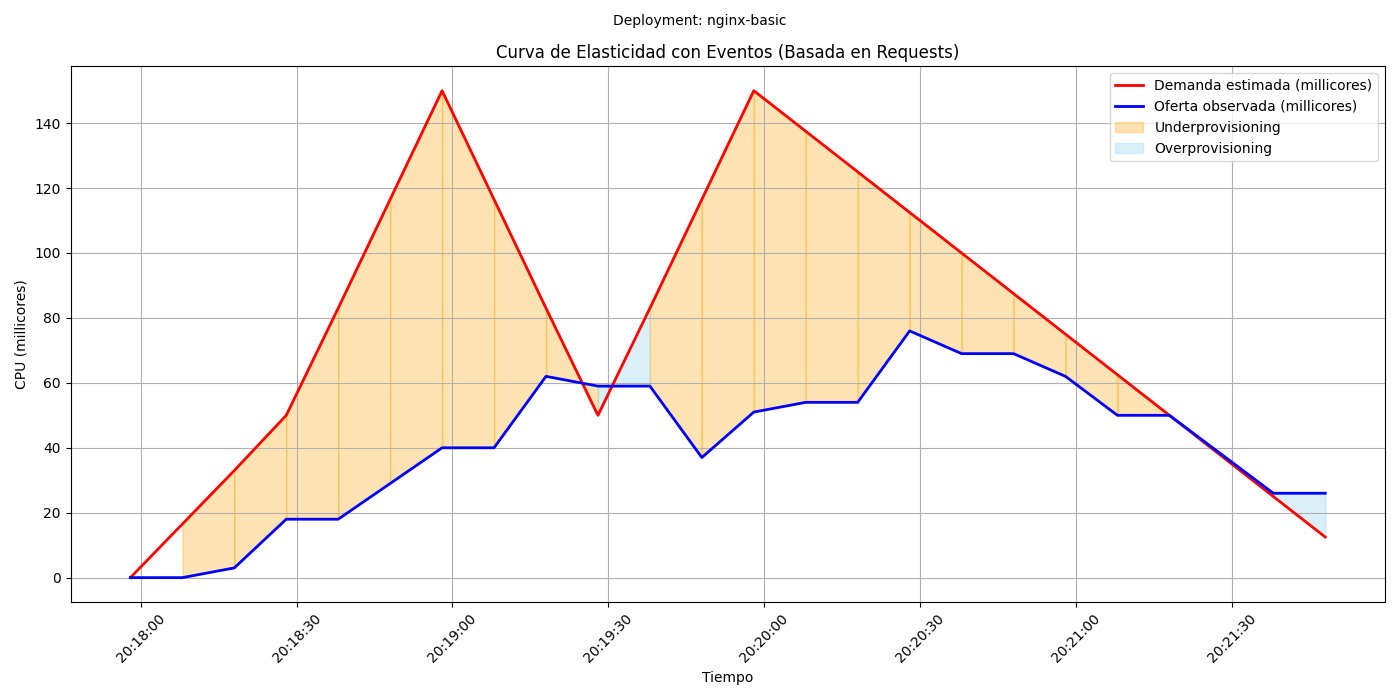 Deployment: nginx-basic
Curva de Elasticidad con Eventos (Basada en Requests)
Demanda estimada (millicores)
Oferta observada (millicores)
Underprovisioning
Overprovisioning
CPU (millicores)
140
120
100
80
60
40
20
0
20:18:00
20:18:30
20:19:00
20:19:30
20:20:00
20:20:30
20:21:00
20:21:30
Tiempo